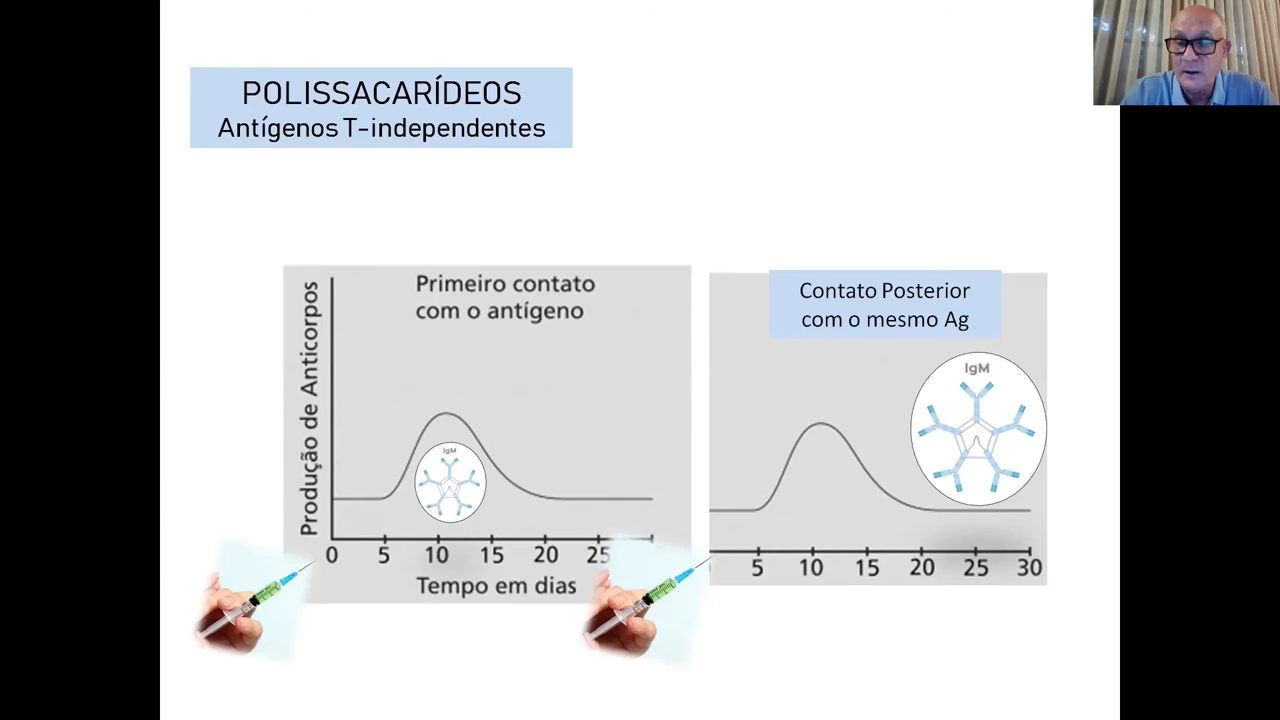 POLISSACARÍDEOS
Antígenos T-independentes
Primeiro contato
com o antígeno
Produção de Anticorpos
IgM
0 5 10 15 20 25
Tempo em dias
Contato Posterior
com o mesmo Ag
IgM
5 10 15 20 25 30